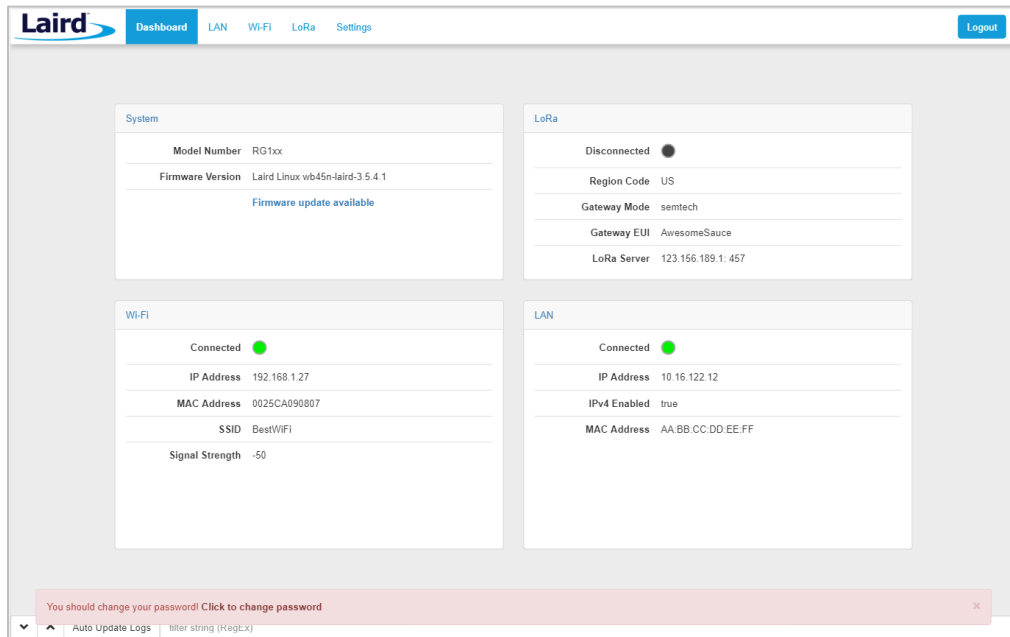 Laird™
Dashboard LAN Wi-Fi LoRa Settings Logout
System
Model Number RG1xx
Firmware Version Laird Linux wb45n-laird-3.5.4.1
Firmware update available
LoRa
Disconnected
Region Code US
Gateway Mode semtech
Gateway EUI AwesomeSauce
LoRa Server 123.156.189.1: 457
Wi-Fi
Connected
IP Address 192.168.1.27
MAC Address 0025CA090807
SSID BestWiFi
Signal Strength -50
LAN
Connected
IP Address 10.16.122.12
IPv4 Enabled true
MAC Address AA:BB:CC:DD:EE:FF
You should change your password! Click to change password ×
Auto Update Logs filter string (RegEx)